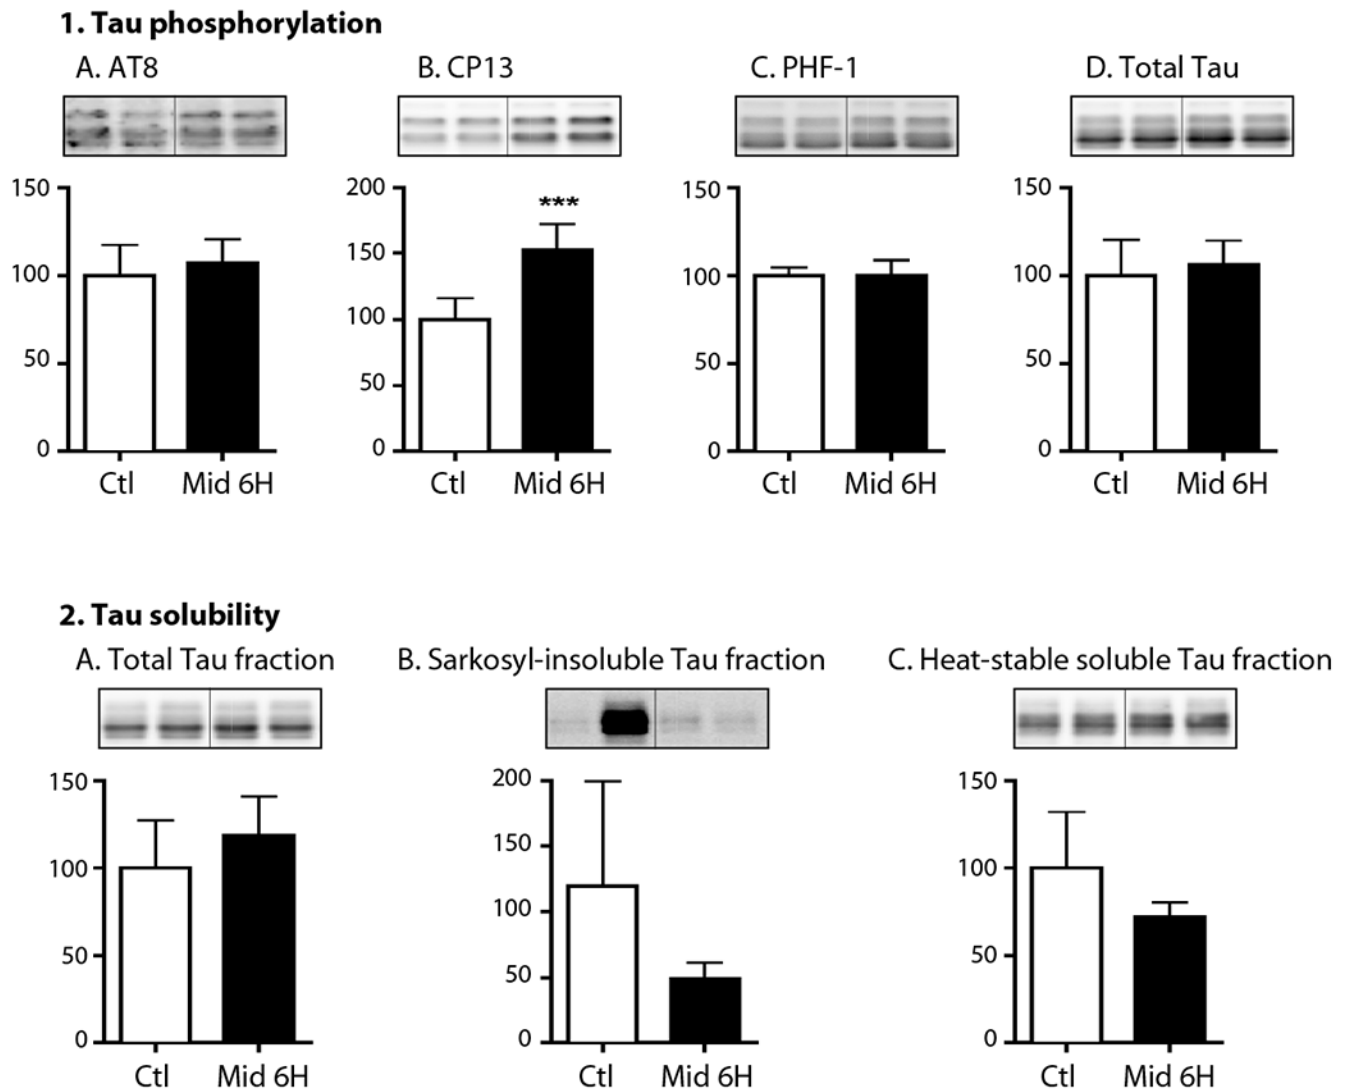 1. Tau phosphorylation
A. AT8
B. CP13
C. PHF-1
D. Total Tau
150
100
50
0
Ctl
Mid 6H
200
150
100
50
0
***
Ctl
Mid 6H
150
100
50
0
Ctl
Mid 6H
150
100
50
0
Ctl
Mid 6H
2. Tau solubility
A. Total Tau fraction
B. Sarkosyl-insoluble Tau fraction
C. Heat-stable soluble Tau fraction
150
100
50
0
Ctl
Mid 6H
200
150
100
50
0
Ctl
Mid 6H
150
100
50
0
Ctl
Mid 6H